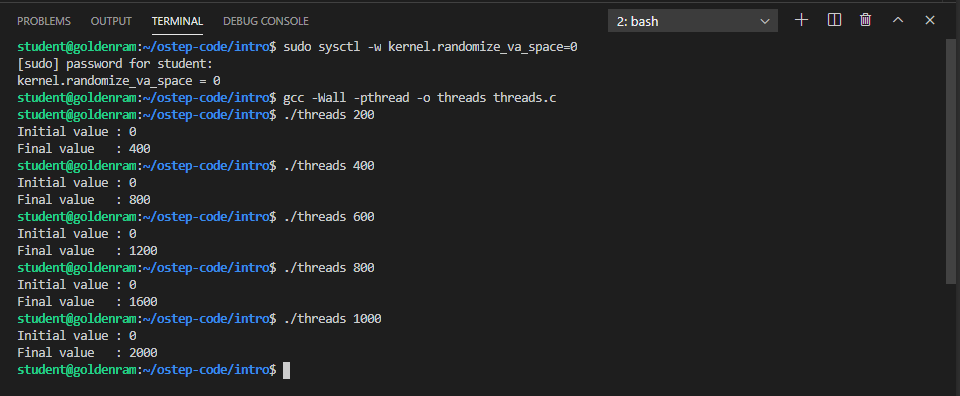 PROBLEMS OUTPUT TERMINAL DEBUG CONSOLE 2: bash
student@goldenram:~/ostep-code/intro$ sudo sysctl -w kernel.randomize_va_space=0
[sudo] password for student:
kernel.randomize_va_space = 0
student@goldenram:~/ostep-code/intro$ gcc -Wall -pthread -o threads threads.c
student@goldenram:~/ostep-code/intro$ ./threads 200
Initial value : 0
Final value   : 400
student@goldenram:~/ostep-code/intro$ ./threads 400
Initial value : 0
Final value   : 800
student@goldenram:~/ostep-code/intro$ ./threads 600
Initial value : 0
Final value   : 1200
student@goldenram:~/ostep-code/intro$ ./threads 800
Initial value : 0
Final value   : 1600
student@goldenram:~/ostep-code/intro$ ./threads 1000
Initial value : 0
Final value   : 2000
student@goldenram:~/ostep-code/intro$